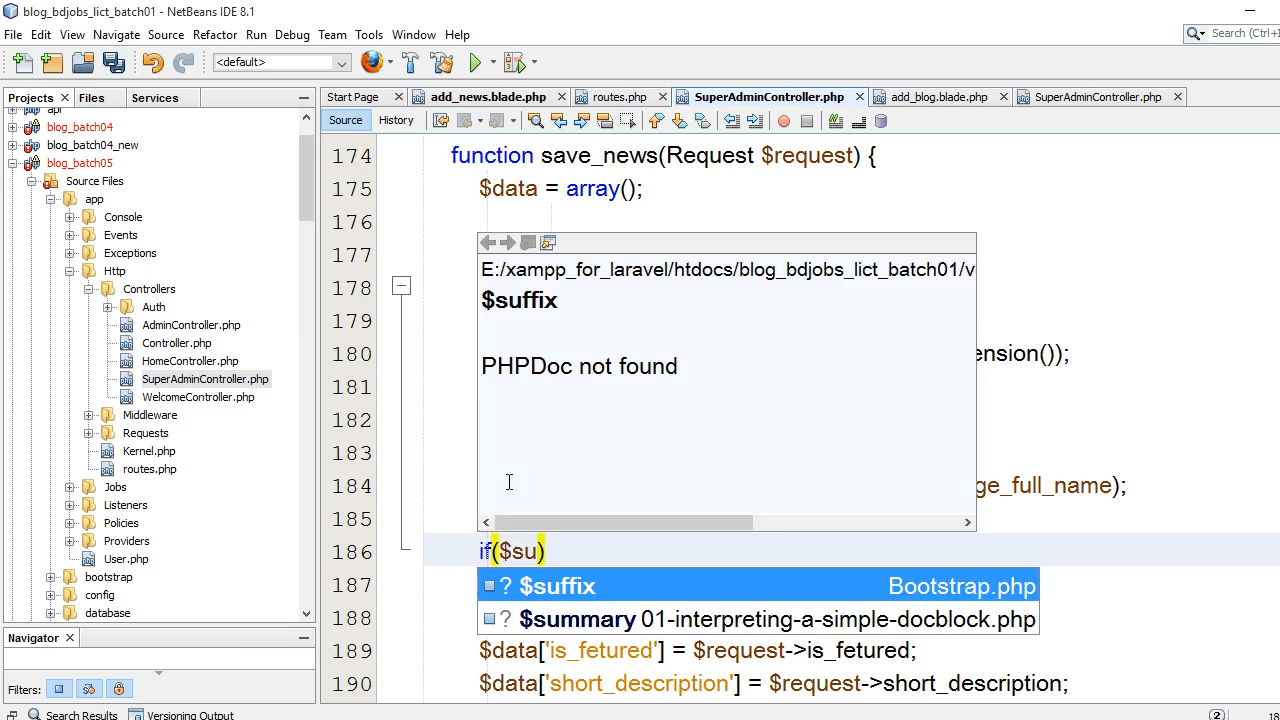 blog_bdjobs_lict_batch01 - NetBeans IDE 8.1
File Edit View Navigate Source Refactor Run Debug Team Tools Window Help
<default>
Search (Ctrl+I
Projects Files Services
Start Page add_news.blade.php routes.php SuperAdminController.php add_blog.blade.php SuperAdminController.php
Source History
api
blog_batch04
blog_batch04_new
blog_batch05
Source Files
app
Console
Events
Exceptions
Http
Controllers
Auth
AdminController.php
Controller.php
HomeController.php
SuperAdminController.php
WelcomeController.php
Middleware
Requests
Kernel.php
routes.php
Jobs
Listeners
Policies
Providers
User.php
bootstrap
config
database
Navigator
Filters:
174 function save_news(Request $request) {
175 $data = array();
176
177
178
179
180 ension());
181
182
183
184 ge_full_name);
185
186 if($su)
187
188
189 $data['is_fetured'] = $request->is_fetured;
190 $data['short_description'] = $request->short_description;
E:/xampp_for_laravel/htdocs/blog_bdjobs_lict_batch01/v
$suffix
PHPDoc not found
? $suffix Bootstrap.php
? $summary 01-interpreting-a-simple-docblock.php
Search Results Versioning Output
2
18